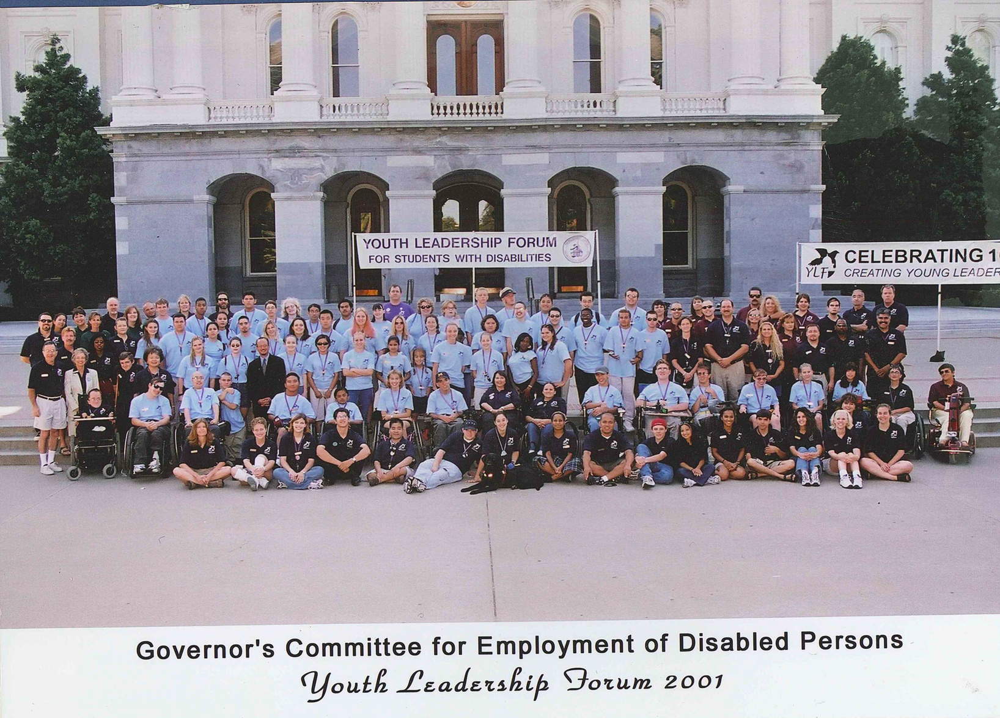 YOUTH LEADERSHIP FORUM
FOR STUDENTS WITH DISABILITIES
CELEBRATING
YLF
CREATING YOUNG
Governor's Committee for Employment of Disabled Persons
Youth Leadership Forum 2001